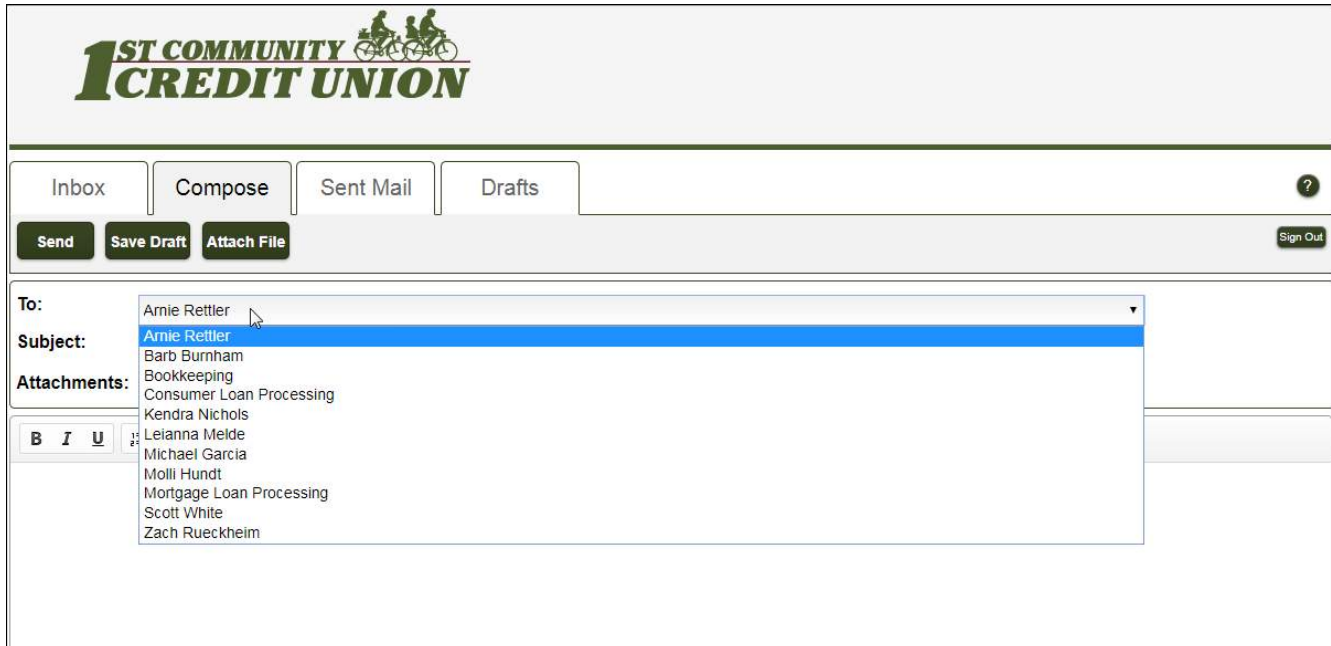 1ST COMMUNITY
CREDIT UNION
Inbox Compose Sent Mail Drafts ?
Send Save Draft Attach File Sign Out
To: Arnie Rettler
Subject: Arnie Rettler
Barb Burnham
Attachments: Bookkeeping
Consumer Loan Processing
Kendra Nichols
B I U Leianna Melde
Michael Garcia
Molli Hundt
Mortgage Loan Processing
Scott White
Zach Rueckheim